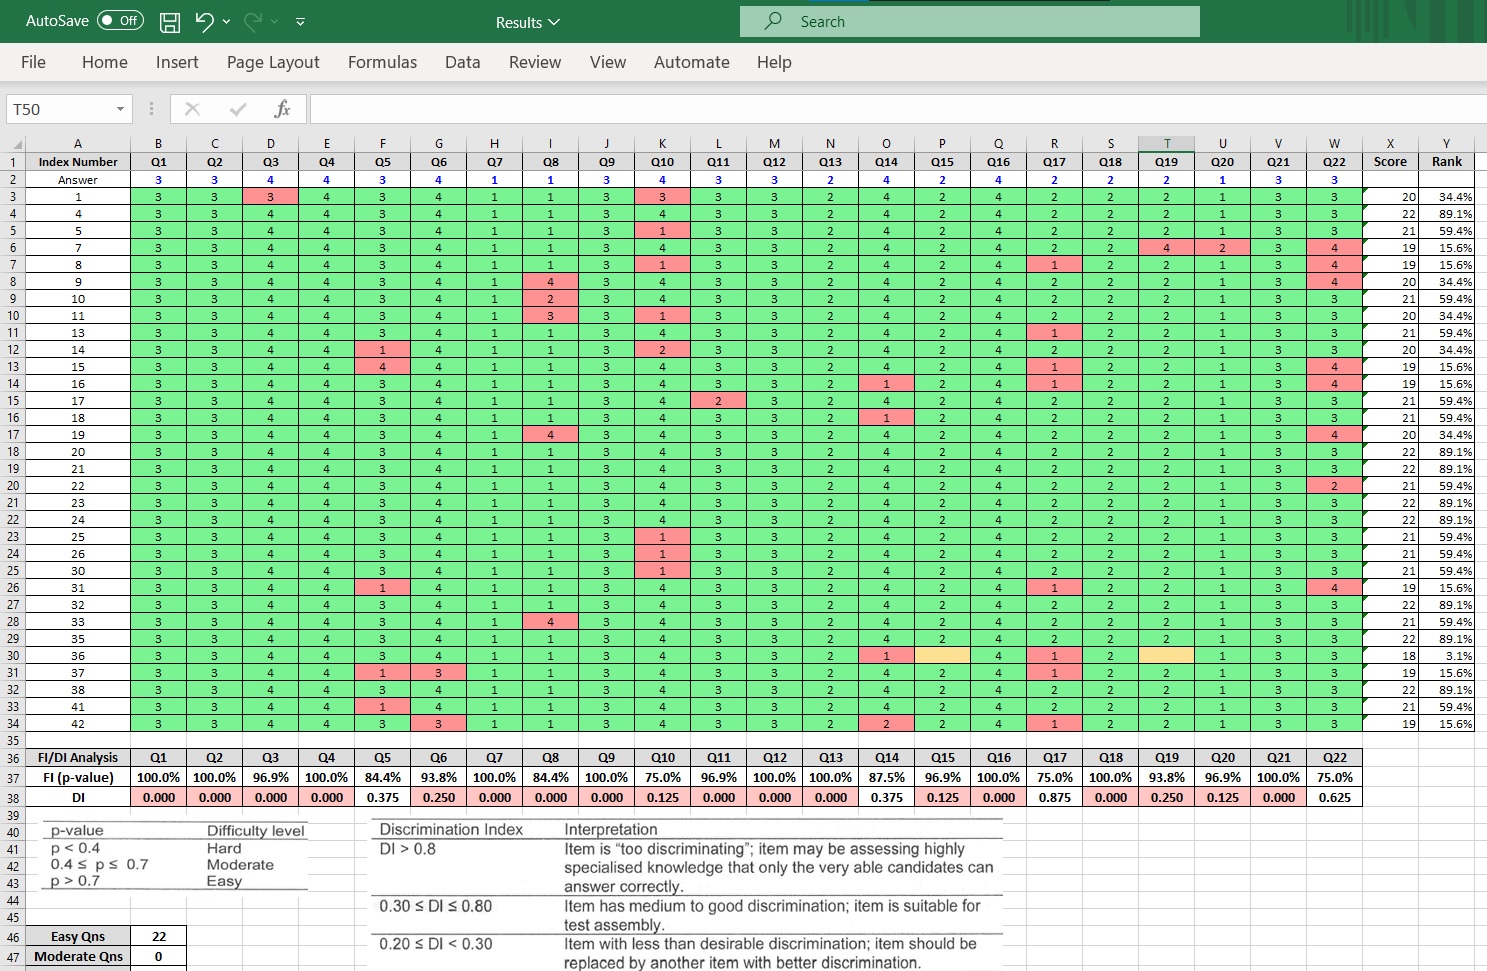 AutoSave Off Results Search
File Home Insert Page Layout Formulas Data Review View Automate Help
T50 fx
A B C D E F G H I J K L M N O P Q R S T U V W X Y
1 Index Number Q1 Q2 Q3 Q4 Q5 Q6 Q7 Q8 Q9 Q10 Q11 Q12 Q13 Q14 Q15 Q16 Q17 Q18 Q19 Q20 Q21 Q22 Score Rank
2 Answer 3 3 4 4 3 4 1 1 3 4 3 3 2 4 2 4 2 2 2 1 3 3
3 1 3 3 3 4 3 4 1 1 3 3 3 3 2 4 2 4 2 2 2 1 3 3 20 34.4%
4 4 3 3 4 4 3 4 1 1 3 4 3 3 2 4 2 4 2 2 2 1 3 3 22 89.1%
5 5 3 3 4 4 3 4 1 1 3 1 3 3 2 4 2 4 2 2 2 1 3 3 21 59.4%
6 7 3 3 4 4 3 4 1 1 3 4 3 3 2 4 2 4 2 2 4 2 3 4 19 15.6%
7 8 3 3 4 4 3 4 1 1 3 1 3 3 2 4 2 4 1 2 2 1 3 4 19 15.6%
8 9 3 3 4 4 3 4 1 4 3 4 3 3 2 4 2 4 2 2 2 1 3 4 20 34.4%
9 10 3 3 4 4 3 4 1 2 3 4 3 3 2 4 2 4 2 2 2 1 3 3 21 59.4%
10 11 3 3 4 4 3 4 1 3 3 1 3 3 2 4 2 4 2 2 2 1 3 3 20 34.4%
11 13 3 3 4 4 3 4 1 1 3 4 3 3 2 4 2 4 1 2 2 1 3 3 21 59.4%
12 14 3 3 4 4 1 4 1 1 3 2 3 3 2 4 2 4 2 2 2 1 3 3 20 34.4%
13 15 3 3 4 4 4 4 1 1 3 4 3 3 2 4 2 4 1 2 2 1 3 4 19 15.6%
14 16 3 3 4 4 3 4 1 1 3 4 3 3 2 1 2 4 1 2 2 1 3 4 19 15.6%
15 17 3 3 4 4 3 4 1 1 3 4 2 3 2 4 2 4 2 2 2 1 3 3 21 59.4%
16 18 3 3 4 4 3 4 1 1 3 4 3 3 2 1 2 4 2 2 2 1 3 3 21 59.4%
17 19 3 3 4 4 3 4 1 4 3 4 3 3 2 4 2 4 2 2 2 1 3 4 20 34.4%
18 20 3 3 4 4 3 4 1 1 3 4 3 3 2 4 2 4 2 2 2 1 3 3 22 89.1%
19 21 3 3 4 4 3 4 1 1 3 4 3 3 2 4 2 4 2 2 2 1 3 3 22 89.1%
20 22 3 3 4 4 3 4 1 1 3 4 3 3 2 4 2 4 2 2 2 1 3 2 21 59.4%
21 23 3 3 4 4 3 4 1 1 3 4 3 3 2 4 2 4 2 2 2 1 3 3 22 89.1%
22 24 3 3 4 4 3 4 1 1 3 4 3 3 2 4 2 4 2 2 2 1 3 3 22 89.1%
23 25 3 3 4 4 3 4 1 1 3 1 3 3 2 4 2 4 2 2 2 1 3 3 21 59.4%
24 26 3 3 4 4 3 4 1 1 3 1 3 3 2 4 2 4 2 2 2 1 3 3 21 59.4%
25 30 3 3 4 4 3 4 1 1 3 1 3 3 2 4 2 4 2 2 2 1 3 3 21 59.4%
26 31 3 3 4 4 1 4 1 1 3 4 3 3 2 4 2 4 1 2 2 1 3 4 19 15.6%
27 32 3 3 4 4 3 4 1 1 3 4 3 3 2 4 2 4 2 2 2 1 3 3 22 89.1%
28 33 3 3 4 4 3 4 1 4 3 4 3 3 2 4 2 4 2 2 2 1 3 3 21 59.4%
29 35 3 3 4 4 3 4 1 1 3 4 3 3 2 4 2 4 2 2 2 1 3 3 22 89.1%
30 36 3 3 4 4 3 4 1 1 3 4 3 3 2 1 4 1 2 1 3 3 18 3.1%
31 37 3 3 4 4 1 3 1 1 3 4 3 3 2 4 2 4 1 2 2 1 3 3 19 15.6%
32 38 3 3 4 4 3 4 1 1 3 4 3 3 2 4 2 4 2 2 2 1 3 3 22 89.1%
33 41 3 3 4 4 1 4 1 1 3 4 3 3 2 4 2 4 2 2 2 1 3 3 21 59.4%
34 42 3 3 4 4 3 3 1 1 3 4 3 3 2 2 2 4 1 2 2 1 3 3 19 15.6%
35
36 FI/DI Analysis Q1 Q2 Q3 Q4 Q5 Q6 Q7 Q8 Q9 Q10 Q11 Q12 Q13 Q14 Q15 Q16 Q17 Q18 Q19 Q20 Q21 Q22
37 FI (p-value) 100.0% 100.0% 96.9% 100.0% 84.4% 93.8% 100.0% 84.4% 100.0% 75.0% 96.9% 100.0% 100.0% 87.5% 96.9% 100.0% 75.0% 100.0% 93.8% 96.9% 100.0% 75.0%
38 DI 0.000 0.000 0.000 0.000 0.375 0.250 0.000 0.000 0.000 0.125 0.000 0.000 0.000 0.375 0.125 0.000 0.875 0.000 0.250 0.125 0.000 0.625
39
40 p-value Difficulty level Discrimination Index Interpretation
41 p < 0.4 Hard DI > 0.8 Item is "too discriminating"; item may be assessing highly
42 0.4 ≤ p ≤ 0.7 Moderate specialised knowledge that only the very able candidates can
43 p > 0.7 Easy answer correctly.
44 0.30 ≤ DI ≤ 0.80 Item has medium to good discrimination; item is suitable for
45 test assembly.
46 Easy Qns 22 0.20 ≤ DI < 0.30 Item with less than desirable discrimination; item should be
47 Moderate Qns 0 replaced by another item with better discrimination.